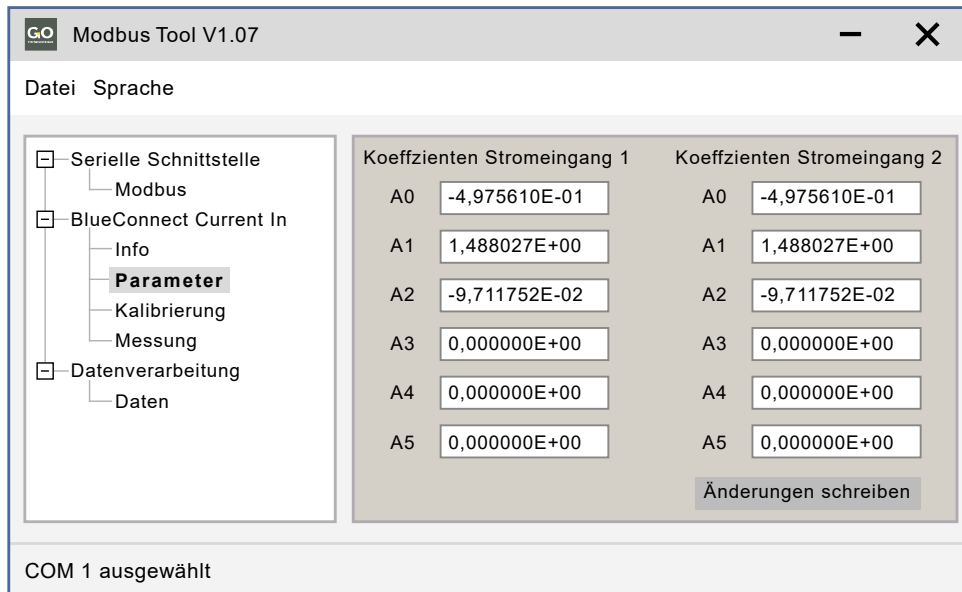 GO Modbus Tool V1.07
Datei Sprache
Serielle Schnittstelle
Modbus
BlueConnect Current In
Info
Parameter
Kalibrierung
Messung
Datenverarbeitung
Daten
Koeffzienten Stromeingang 1
A0 -4,975610E-01
A1 1,488027E+00
A2 -9,711752E-02
A3 0,000000E+00
A4 0,000000E+00
A5 0,000000E+00
Koeffzienten Stromeingang 2
A0 -4,975610E-01
A1 1,488027E+00
A2 -9,711752E-02
A3 0,000000E+00
A4 0,000000E+00
A5 0,000000E+00
Änderungen schreiben
COM 1 ausgewählt